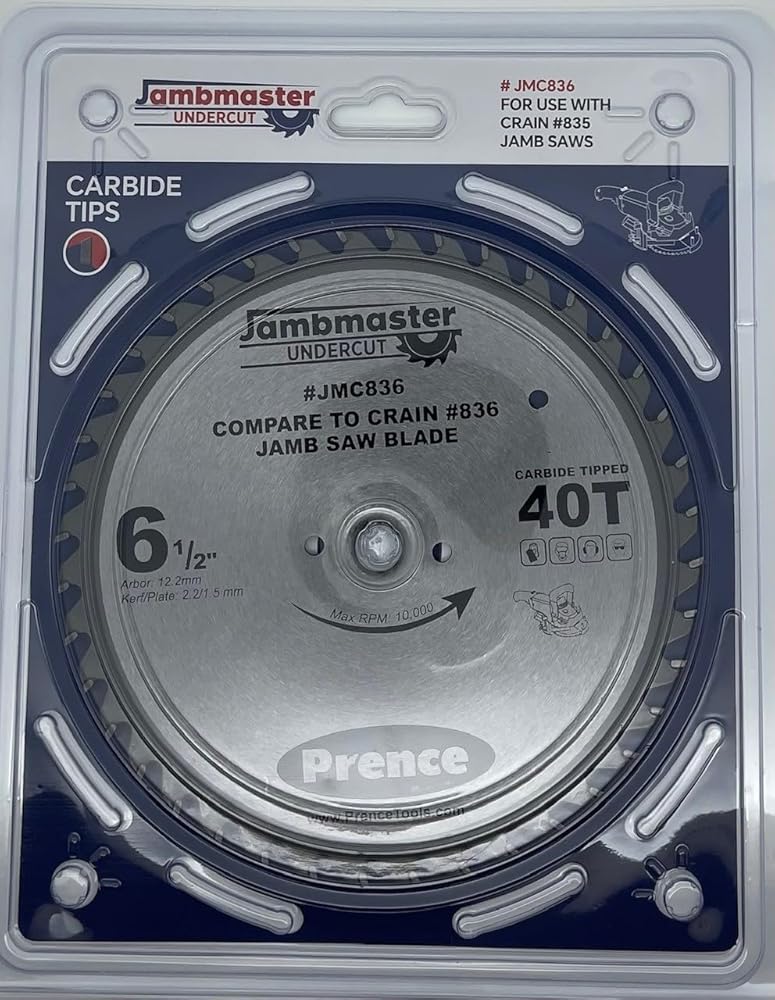 Jambmaster
UNDERCUT
# JMC836
FOR USE WITH
CRAIN #835
JAMB SAWS
CARBIDE
TIPS
Jambmaster
UNDERCUT
#JMC836
COMPARE TO CRAIN #836
JAMB SAW BLADE
CARBIDE TIPPED
40T
6 1/2"
Arbor: 12.2mm
Kerf/Plate: 2.2/1.5 mm
Max RPM: 10,000
Prence
www.PrenceTools.com